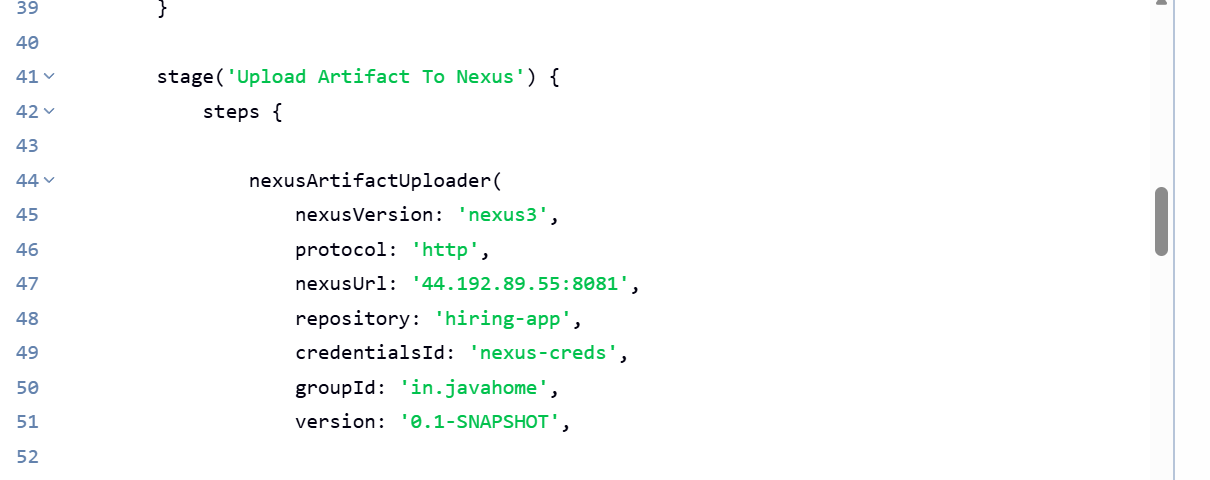 39 }
40
41 stage('Upload Artifact To Nexus') {
42 steps {
43
44 nexusArtifactUploader(
45 nexusVersion: 'nexus3',
46 protocol: 'http',
47 nexusUrl: '44.192.89.55:8081',
48 repository: 'hiring-app',
49 credentialsId: 'nexus-creds',
50 groupId: 'in.javahome',
51 version: '0.1-SNAPSHOT',
52